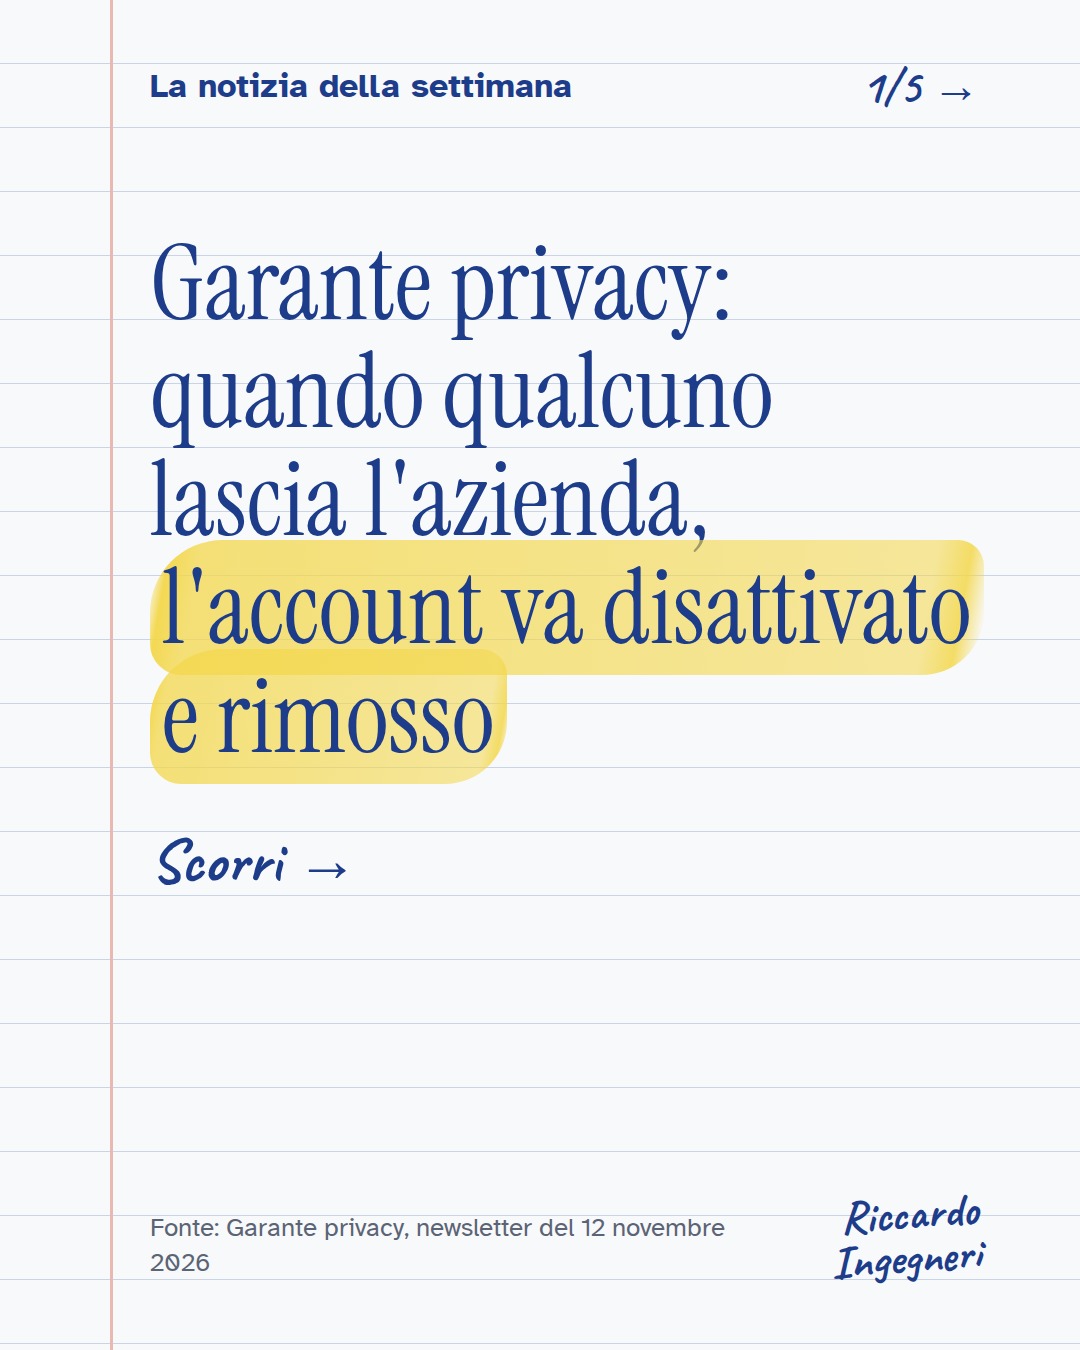 La notizia della settimana
1/5 →
Garante privacy:
quando qualcuno
lascia l'azienda,
l'account va disattivato
e rimosso
Scorri →
Fonte: Garante privacy, newsletter del 12 novembre
2026
Riccardo
Ingegneri